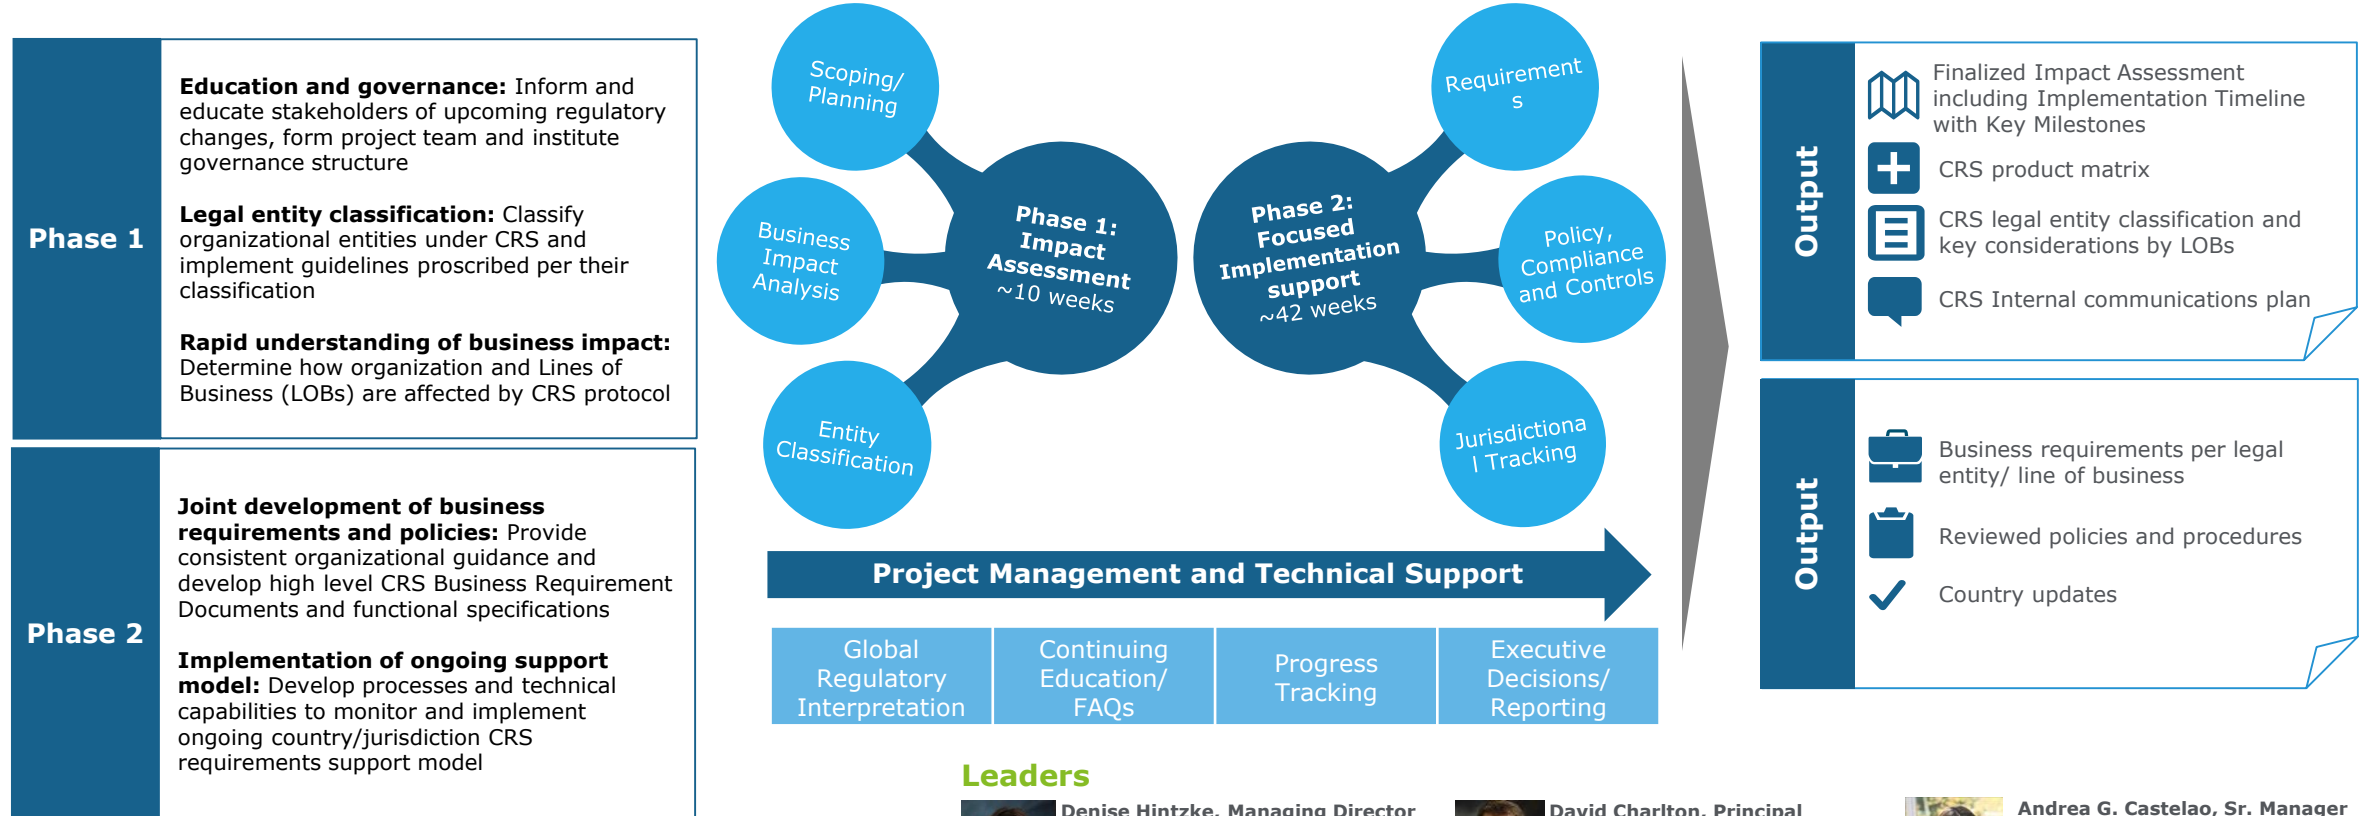 Phase 1
Education and governance: Inform and
educate stakeholders of upcoming regulatory
changes, form project team and institute
governance structure
Legal entity classification: Classify
organizational entities under CRS and
implement guidelines proscribed per their
classification
Rapid understanding of business impact:
Determine how organization and Lines of
Business (LOBs) are affected by CRS protocol
Phase 2
Joint development of business
requirements and policies: Provide
consistent organizational guidance and
develop high level CRS Business Requirement
Documents and functional specifications
Implementation of ongoing support
model: Develop processes and technical
capabilities to monitor and implement
ongoing country/jurisdiction CRS
requirements support model
Scoping/
Planning
Business
Impact
Analysis
Entity
Classification
Phase 1:
Impact
Assessment
~10 weeks
Phase 2:
Focused
Implementation
support
~42 weeks
Requirement
s
Policy,
Compliance
and Controls
Jurisdictiona
l Tracking
Project Management and Technical Support
Global
Regulatory
Interpretation
Continuing
Education/
FAQs
Progress
Tracking
Executive
Decisions/
Reporting
Output
Finalized Impact Assessment
including Implementation Timeline
with Key Milestones
CRS product matrix
CRS legal entity classification and
key considerations by LOBs
CRS Internal communications plan
Output
Business requirements per legal
entity/ line of business
Reviewed policies and procedures
Country updates
Leaders
Denise Hintzke, Managing Director
David Charlton, Principal
Andrea G. Castelao, Sr. Manager